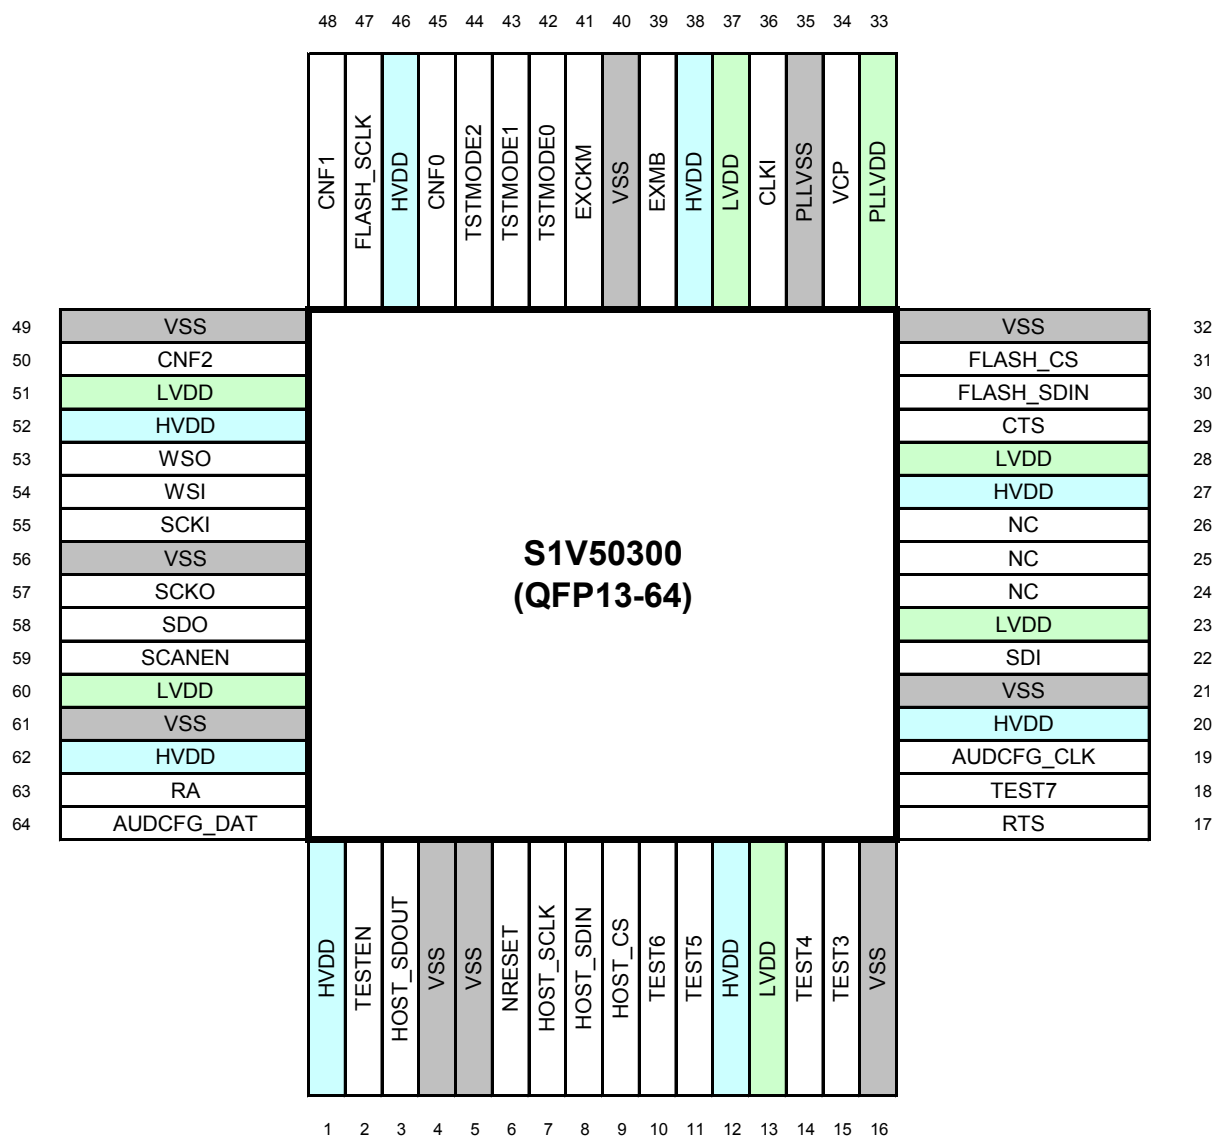 48 47 46 45 44 43 42 41 40 39 38 37 36 35 34 33
CNF1
FLASH_SCLK
HVDD
CNF0
TSTMODE2
TSTMODE1
TSTMODE0
EXCKM
VSS
EXMB
HVDD
LVDD
CLKI
PLLVSS
VCP
PLLVDD
49 VSS
50 CNF2
51 LVDD
52 HVDD
53 WSO
54 WSI
55 SCKI
56 VSS
57 SCKO
58 SDO
59 SCANEN
60 LVDD
61 VSS
62 HVDD
63 RA
64 AUDCFG_DAT
S1V50300
(QFP13-64)
VSS 32
FLASH_CS 31
FLASH_SDIN 30
CTS 29
LVDD 28
HVDD 27
NC 26
NC 25
NC 24
LVDD 23
SDI 22
VSS 21
HVDD 20
AUDCFG_CLK 19
TEST7 18
RTS 17
HVDD
TESTEN
HOST_SDOUT
VSS
VSS
NRESET
HOST_SCLK
HOST_SDIN
HOST_CS
TEST6
TEST5
HVDD
LVDD
TEST4
TEST3
VSS
1 2 3 4 5 6 7 8 9 10 11 12 13 14 15 16